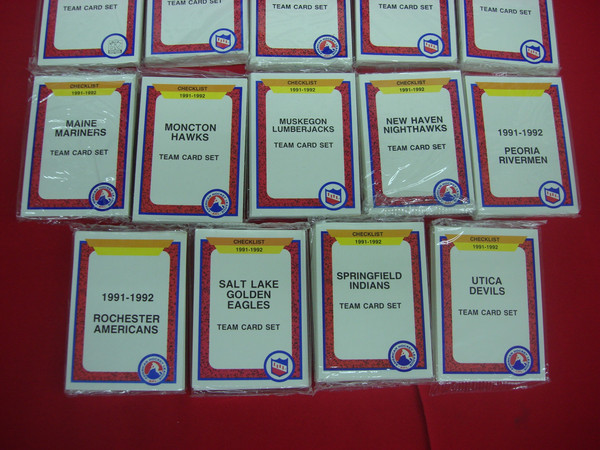 TEAM CARD SET
TEAM CARD SET
TEAM CARD SET
TEAM CARD SET
TEAM CARD SET
CHECKLIST
1991-1992
MAINE
MARINERS
TEAM CARD SET
CHECKLIST
1991-1992
MONCTON
HAWKS
TEAM CARD SET
CHECKLIST
1991-1992
MUSKEGON
LUMBERJACKS
TEAM CARD SET
CHECKLIST
1991-1992
NEW HAVEN
NIGHTHAWKS
TEAM CARD SET
1991-1992
PEORIA
RIVERMEN
1991-1992
ROCHESTER
AMERICANS
CHECKLIST
1991-1992
SALT LAKE
GOLDEN
EAGLES
TEAM CARD SET
CHECKLIST
1991-1992
SPRINGFIELD
INDIANS
TEAM CARD SET
CHECKLIST
1991-1992
UTICA
DEVILS
TEAM CARD SET